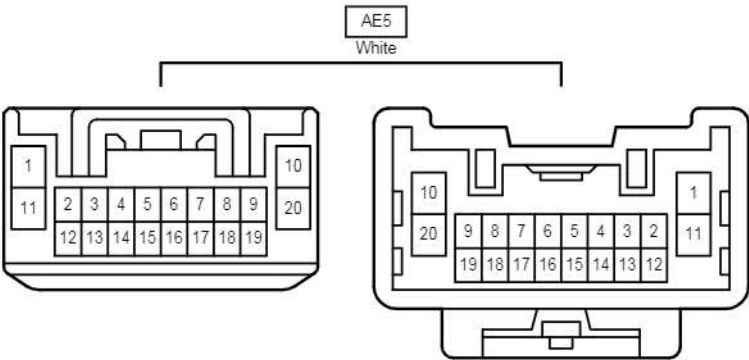 AE5
White
1 10
11 2 3 4 5 6 7 8 9 20
12 13 14 15 16 17 18 19
10 1
20 9 8 7 6 5 4 3 2 11
19 18 17 16 15 14 13 12